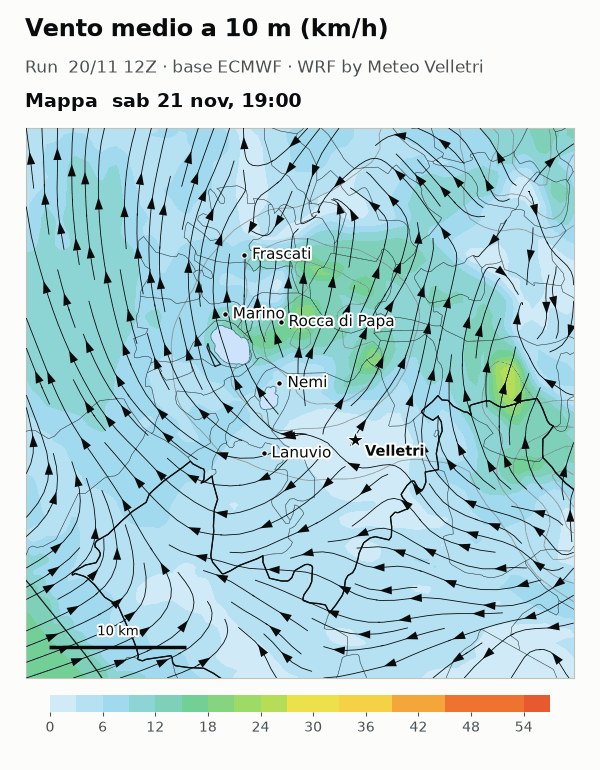 Vento medio a 10 m (km/h)
Run 20/11 12Z · base ECMWF · WRF by Meteo Velletri
Mappa sab 21 nov, 19:00
Frascati
Marino
Rocca di Papa
Nemi
Velletri
Lanuvio
10 km
0 6 12 18 24 30 36 42 48 54